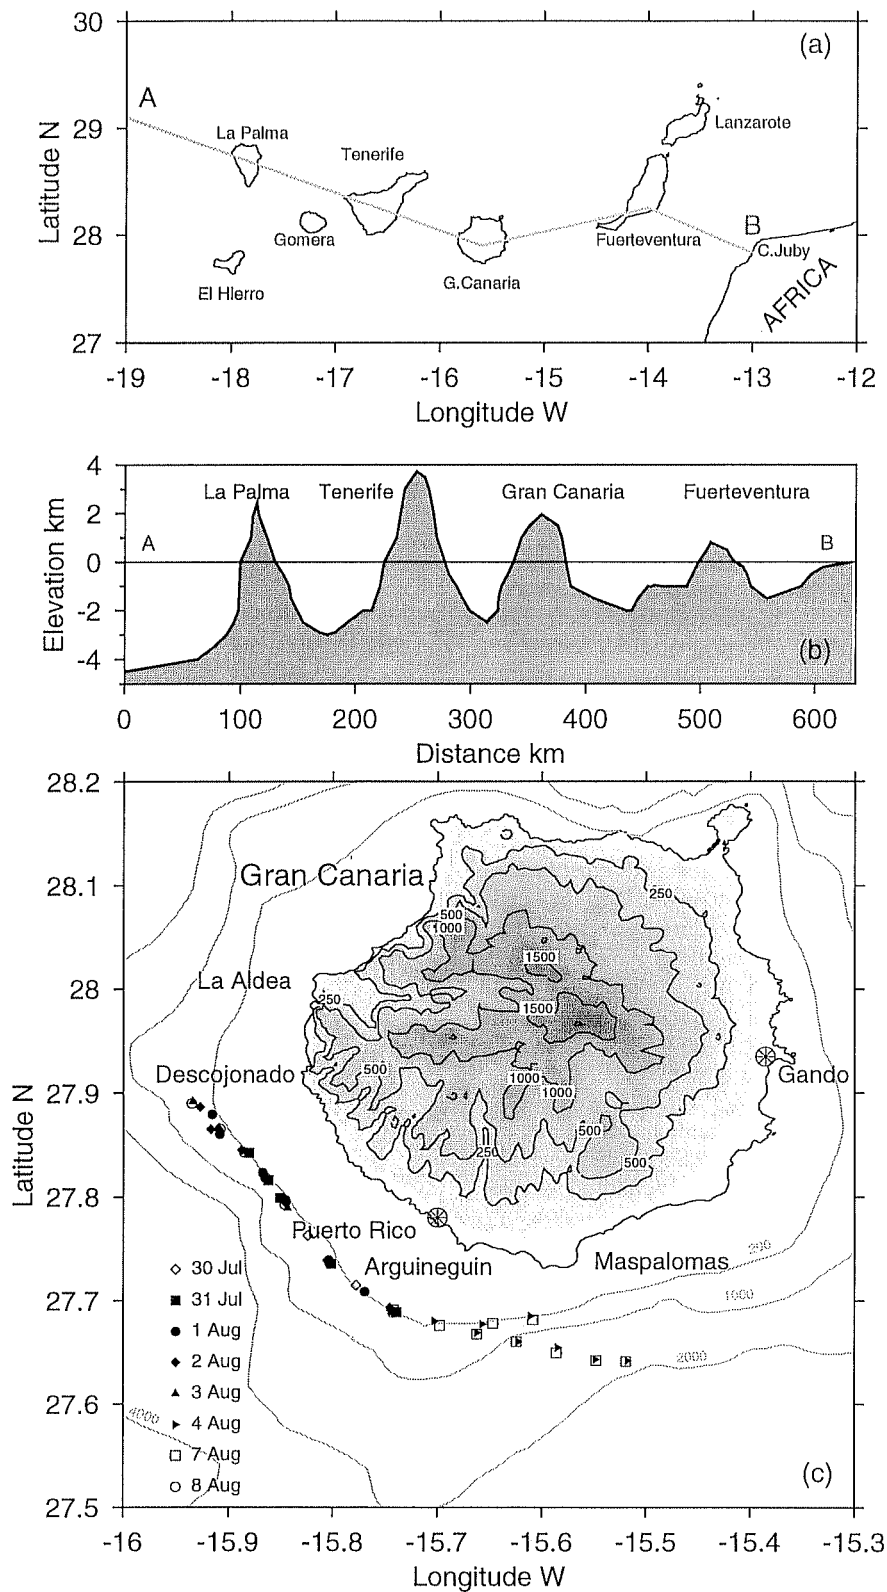 30
(a)
A
La Palma
Lanzarote
29
Tenerife
Latitude N
28
Gomera
Fuerteventura
B
C.Juby
El Hierro
G.Canaria
AFRICA
27
-19 -18 -17 -16 -15 -14 -13 -12
Longitude W
4
La Palma Tenerife Gran Canaria Fuerteventura
2
A
B
0
Elevation km
-2
-4
(b)
0 100 200 300 400 500 600
Distance km
28.2
28.1
Gran Canaria
250
500
1000
1500
La Aldea
28
250
1500
Descojonado
500
1000
1000
Gando
27.9
Latitude N
500
250
500
27.8
Puerto Rico
Arguineguin
Maspalomas
200
30 Jul
31 Jul
27.7
1000
1 Aug
2 Aug
2000
3 Aug
27.6
4000
4 Aug
7 Aug
8 Aug
(c)
27.5
-16 -15.9 -15.8 -15.7 -15.6 -15.5 -15.4 -15.3
Longitude W